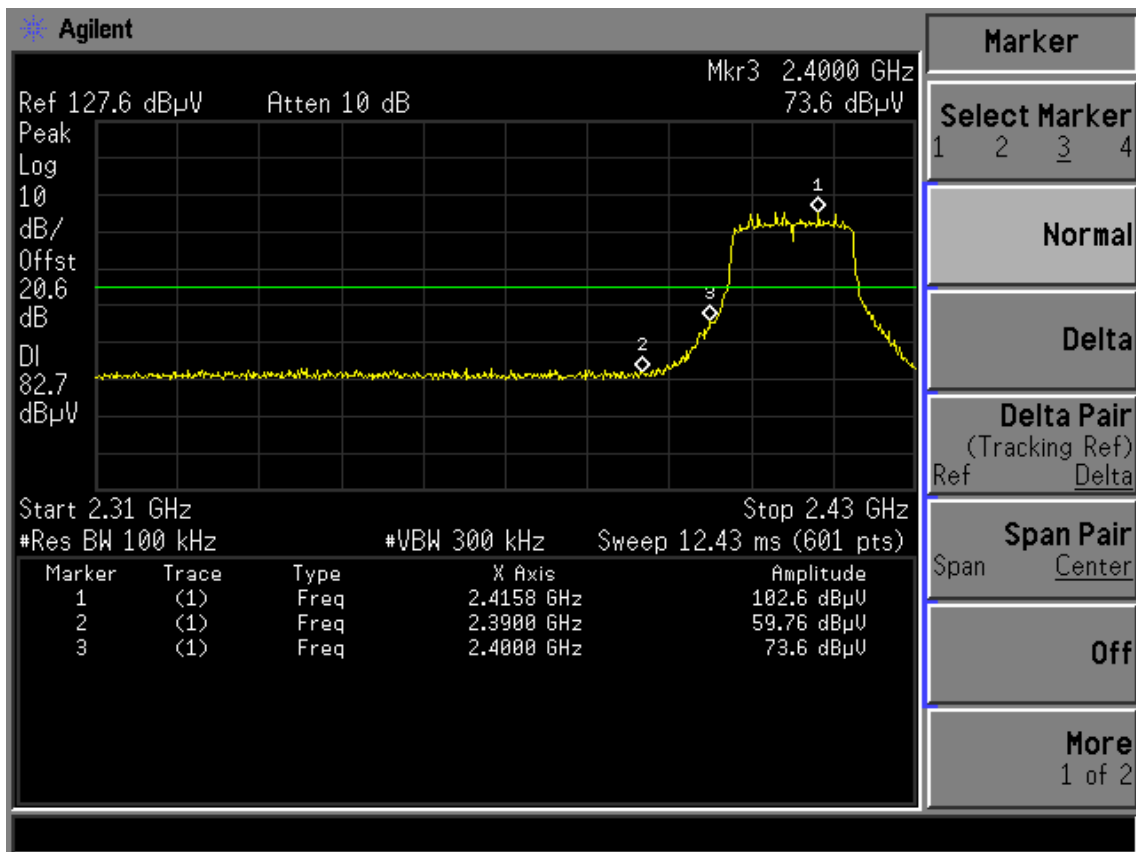 Agilent
Mkr3 2.4000 GHz
Ref 127.6 dBµV Atten 10 dB 73.6 dBµV
Peak
Log
10
dB/
Offst
20.6
dB
DI
82.7
dBµV
1
3
2
Start 2.31 GHz Stop 2.43 GHz
#Res BW 100 kHz #VBW 300 kHz Sweep 12.43 ms (601 pts)
Marker Trace Type X Axis Amplitude
1 (1) Freq 2.4158 GHz 102.6 dBµV
2 (1) Freq 2.3900 GHz 59.76 dBµV
3 (1) Freq 2.4000 GHz 73.6 dBµV
Marker
Select Marker
1 2 3 4
Normal
Delta
Delta Pair
(Tracking Ref)
Ref Delta
Span Pair
Span Center
Off
More
1 of 2